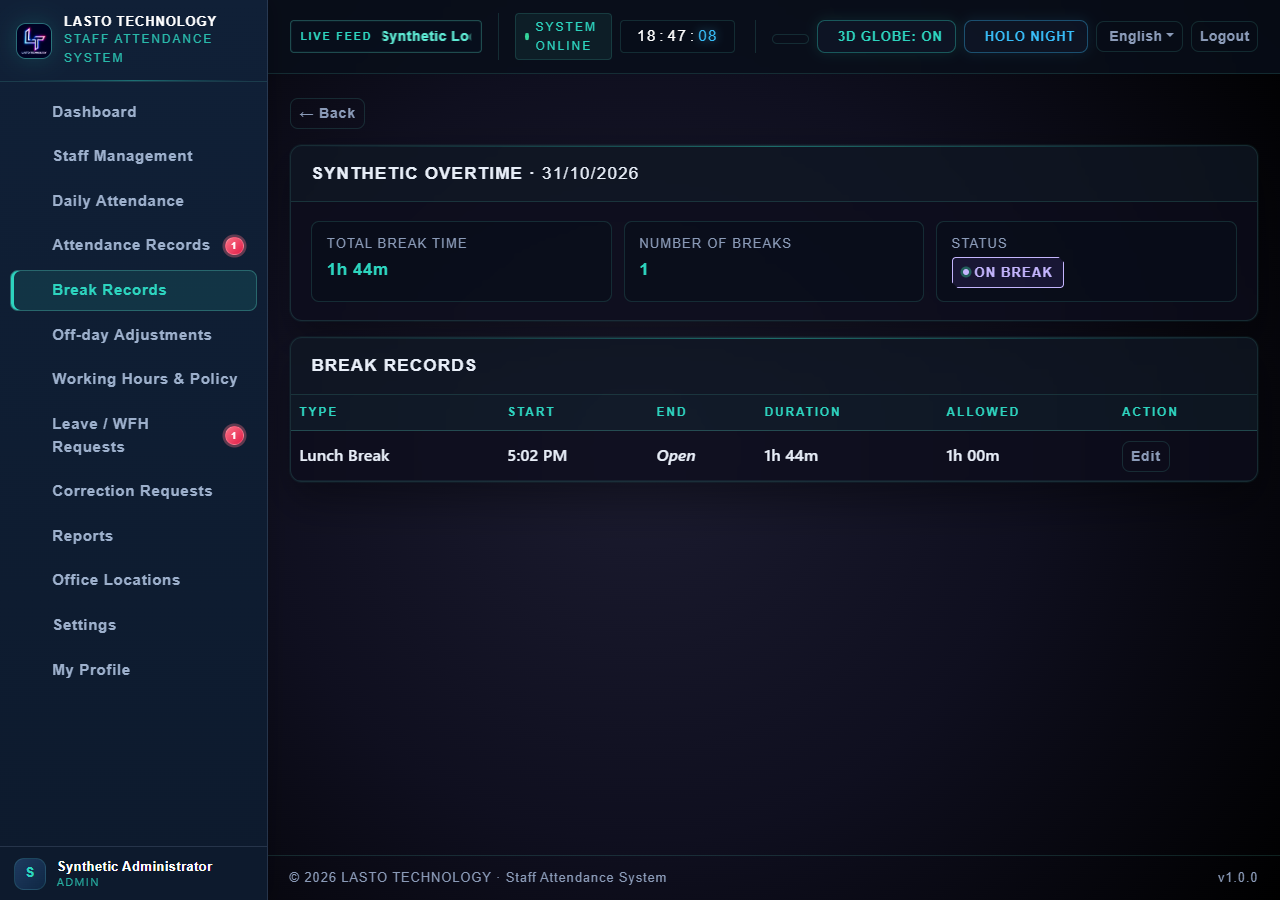 LASTO TECHNOLOGY
STAFF ATTENDANCE
SYSTEM
LIVE FEED Synthetic
SYSTEM
ONLINE
18:47:08
3D GLOBE: ON
HOLO NIGHT
English
Logout
Dashboard
Staff Management
Daily Attendance
Attendance Records 1
Break Records
Off-day Adjustments
Working Hours & Policy
Leave / WFH
Requests
1
Correction Requests
Reports
Office Locations
Settings
My Profile
S
Synthetic Administrator
ADMIN
← Back
SYNTHETIC OVERTIME · 31/10/2026
TOTAL BREAK TIME
1h 44m
NUMBER OF BREAKS
1
STATUS
ON BREAK
BREAK RECORDS
TYPE START END DURATION ALLOWED ACTION
Lunch Break 5:02 PM Open 1h 44m 1h 00m Edit
© 2026 LASTO TECHNOLOGY · Staff Attendance System
v1.0.0